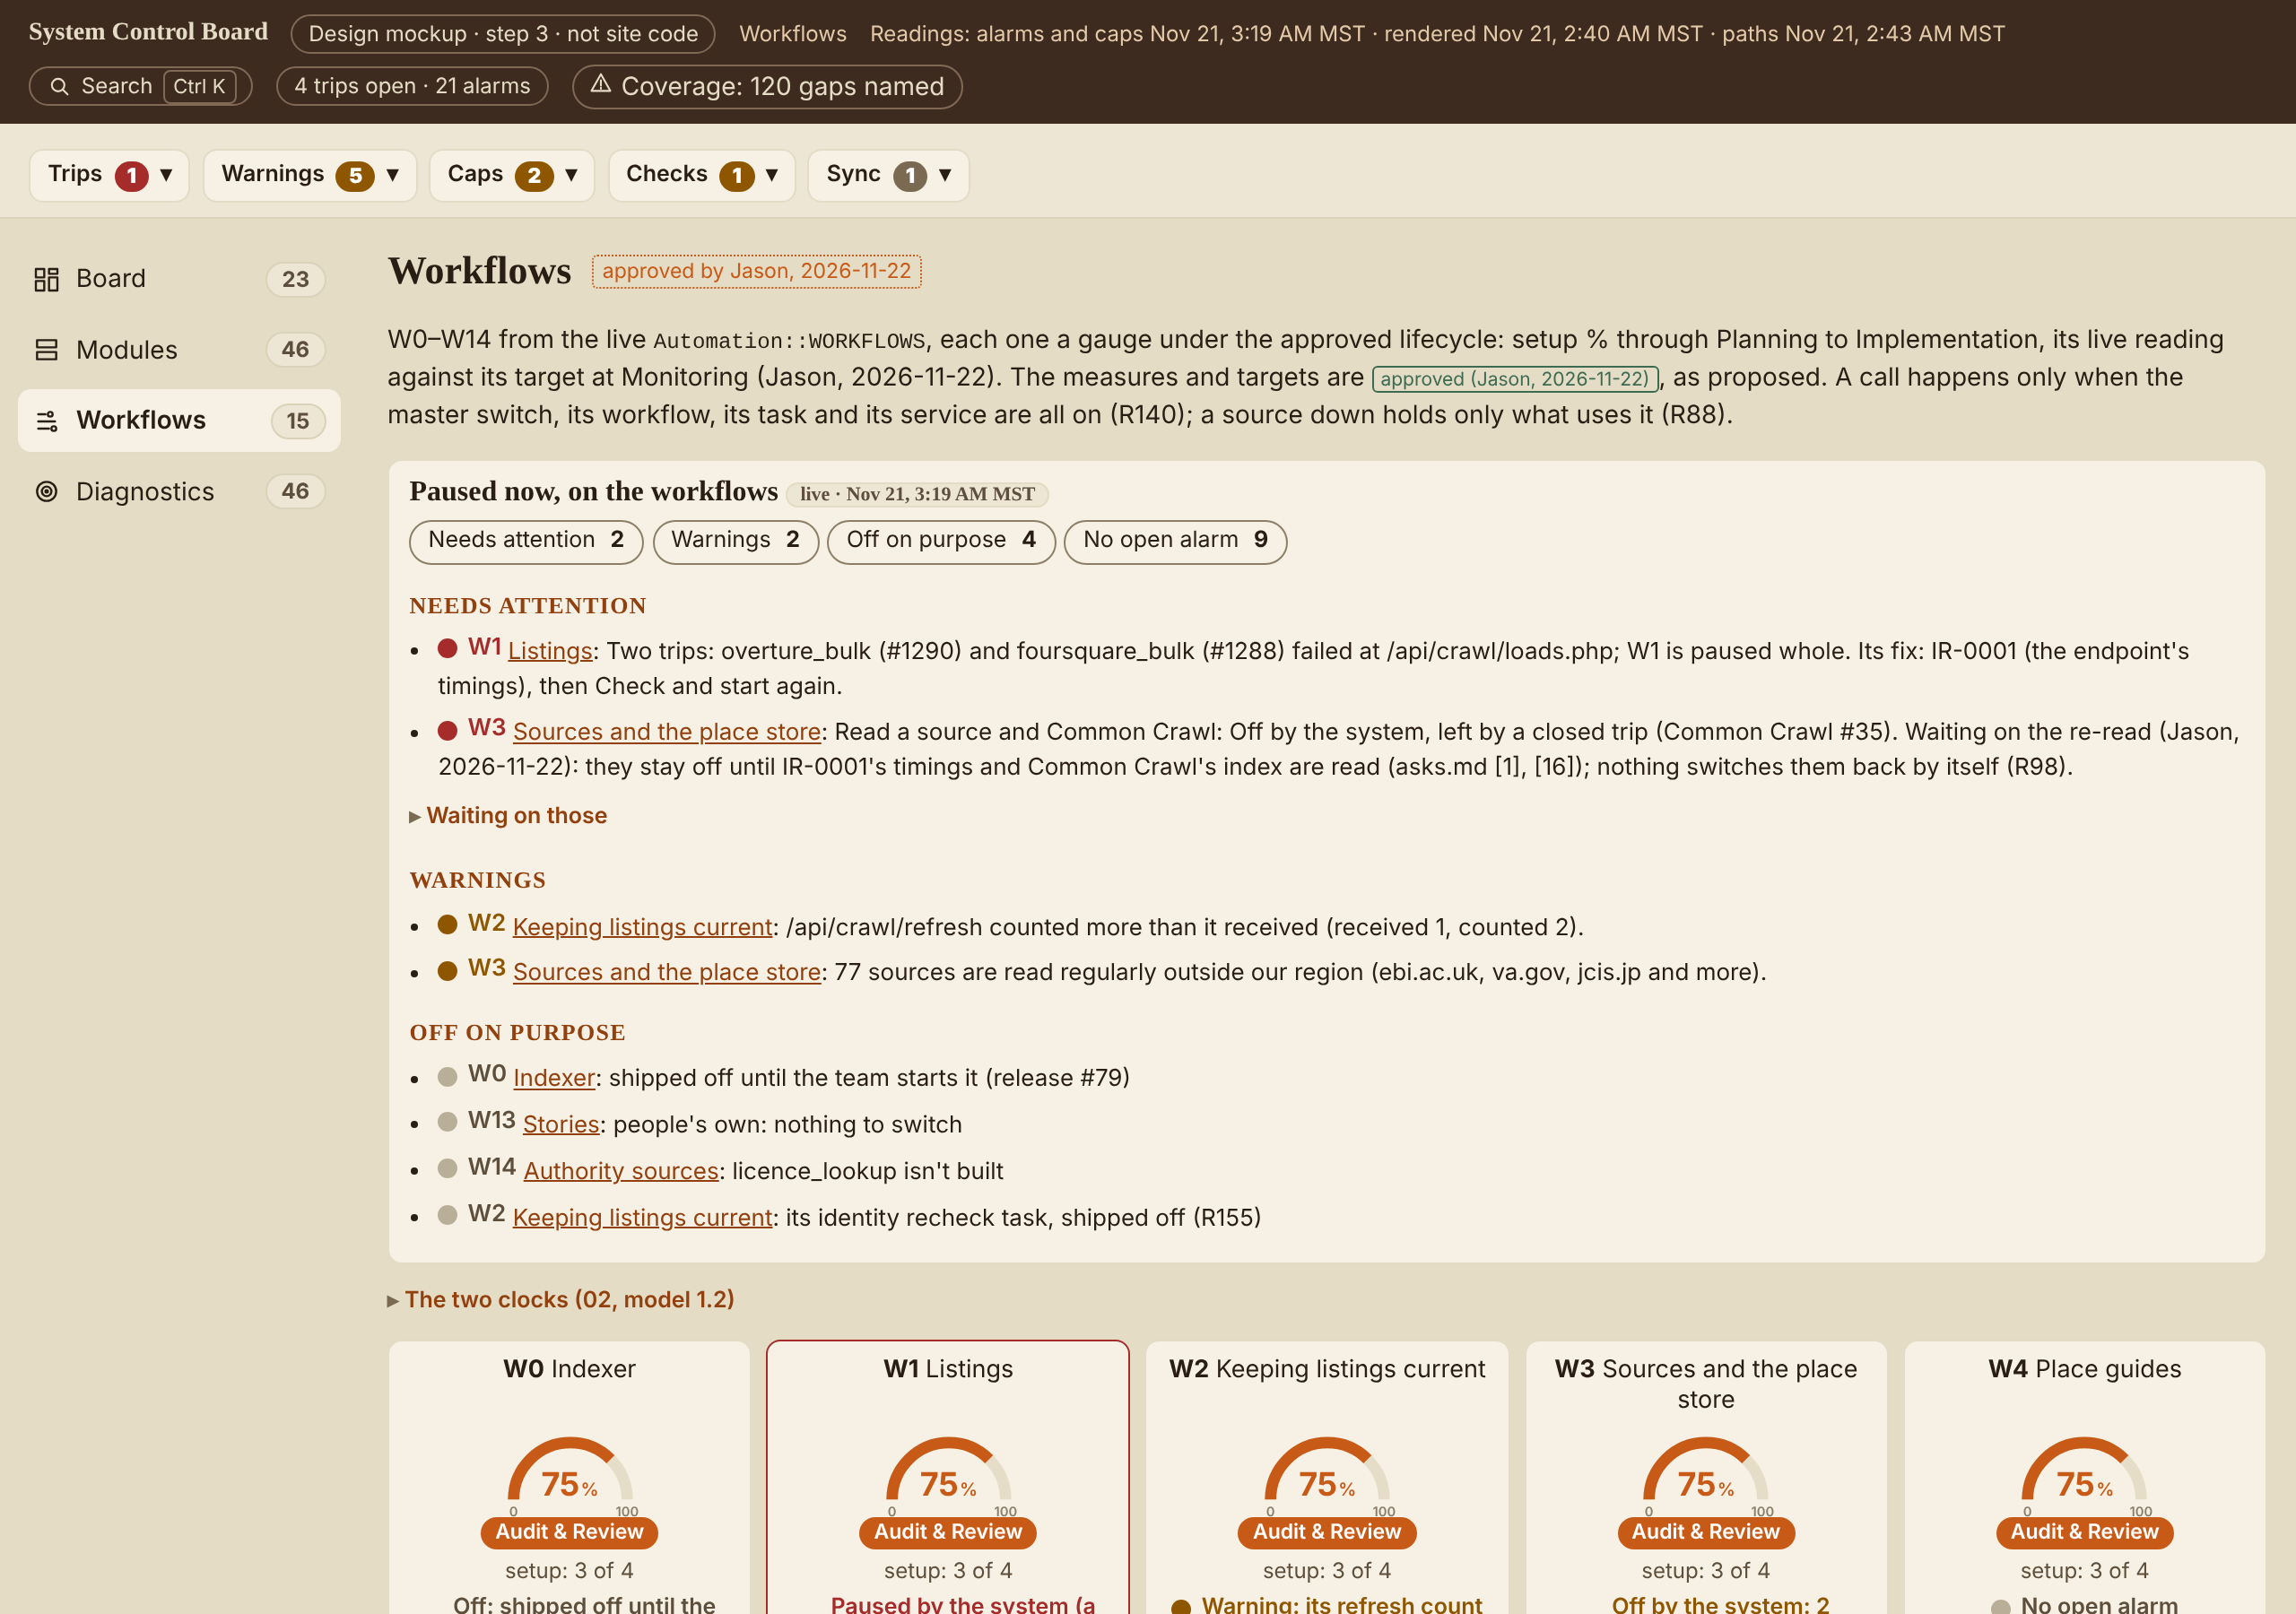 System Control Board
Design mockup · step 3 · not site code
Workflows
Readings: alarms and caps Nov 21, 3:19 AM MST · rendered Nov 21, 2:40 AM MST · paths Nov 21, 2:43 AM MST
Search Ctrl K
4 trips open · 21 alarms
Coverage: 120 gaps named
Trips 1 ▾
Warnings 5 ▾
Caps 2 ▾
Checks 1 ▾
Sync 1 ▾
Board 23
Modules 46
Workflows 15
Diagnostics 46
Workflows approved by Jason, 2026-11-22
W0–W14 from the live Automation::WORKFLOWS, each one a gauge under the approved lifecycle: setup % through Planning to Implementation, its live reading
against its target at Monitoring (Jason, 2026-11-22). The measures and targets are approved (Jason, 2026-11-22), as proposed. A call happens only when the
master switch, its workflow, its task and its service are all on (R140); a source down holds only what uses it (R88).
Paused now, on the workflows live · Nov 21, 3:19 AM MST
Needs attention 2
Warnings 2
Off on purpose 4
No open alarm 9
NEEDS ATTENTION
• W1 Listings: Two trips: overture_bulk (#1290) and foursquare_bulk (#1288) failed at /api/crawl/loads.php; W1 is paused whole. Its fix: IR-0001 (the endpoint's
timings), then Check and start again.
• W3 Sources and the place store: Read a source and Common Crawl: Off by the system, left by a closed trip (Common Crawl #35). Waiting on the re-read (Jason,
2026-11-22): they stay off until IR-0001's timings and Common Crawl's index are read (asks.md [1], [16]); nothing switches them back by itself (R98).
▸ Waiting on those
WARNINGS
• W2 Keeping listings current: /api/crawl/refresh counted more than it received (received 1, counted 2).
• W3 Sources and the place store: 77 sources are read regularly outside our region (ebi.ac.uk, va.gov, jcis.jp and more).
OFF ON PURPOSE
• W0 Indexer: shipped off until the team starts it (release #79)
• W13 Stories: people's own: nothing to switch
• W14 Authority sources: licence_lookup isn't built
• W2 Keeping listings current: its identity recheck task, shipped off (R155)
▸ The two clocks (02, model 1.2)
W0 Indexer
75%
0 100
Audit & Review
setup: 3 of 4
Off: shipped off until the
W1 Listings
75%
0 100
Audit & Review
setup: 3 of 4
Paused by the system (a
W2 Keeping listings current
75%
0 100
Audit & Review
setup: 3 of 4
Warning: its refresh count
W3 Sources and the place
store
75%
0 100
Audit & Review
setup: 3 of 4
Off by the system: 2
W4 Place guides
75%
0 100
Audit & Review
setup: 3 of 4
No open alarm